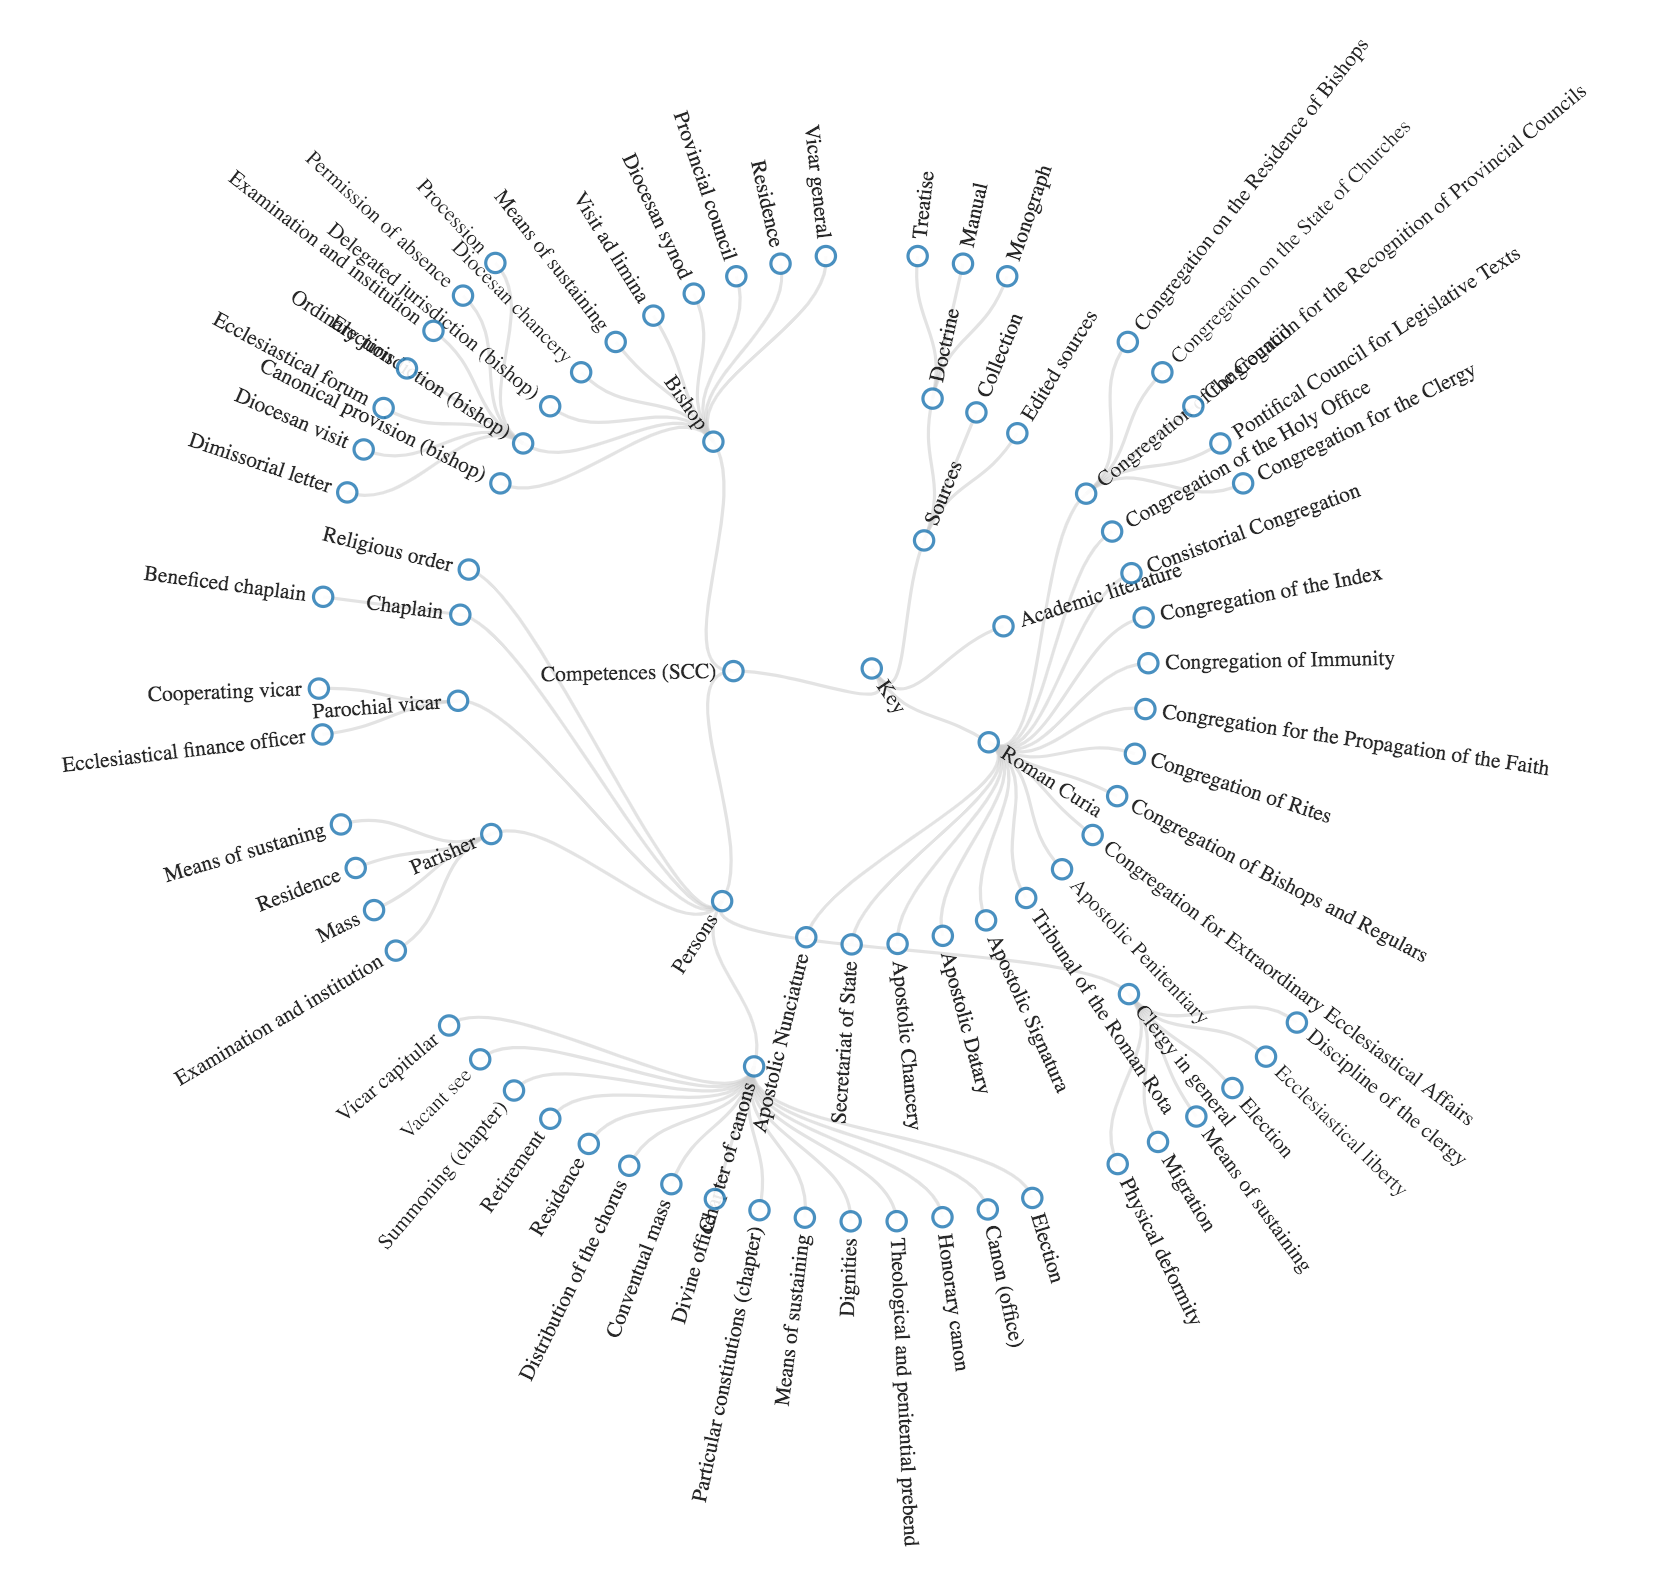 Key
Sources
Doctrine
Treatise
Manual
Monograph
Collection
Edited sources
Academic literature
Roman Curia
Congregation of the Council
Congregation on the Residence of Bishops
Congregation on the State of Churches
Congregation for the Recognition of Provincial Councils
Pontifical Council for Legislative Texts
Congregation for the Clergy
Congregation of the Holy Office
Consistorial Congregation
Congregation of the Index
Congregation of Immunity
Congregation for the Propagation of the Faith
Congregation of Rites
Congregation of Bishops and Regulars
Congregation for Extraordinary Ecclesiastical Affairs
Apostolic Penitentiary
Tribunal of the Roman Rota
Apostolic Signatura
Apostolic Datary
Apostolic Chancery
Secretariat of State
Apostolic Nunciature
Competences (SCC)
Persons
Clergy in general
Discipline of the clergy
Ecclesiastical liberty
Election
Means of sustaining
Migration
Physical deformity
Chapter of canons
Election
Canon (office)
Honorary canon
Theological and penitential prebend
Dignities
Means of sustaining
Particular constitutions (chapter)
Divine office
Conventual mass
Distribution of the chorus
Residence
Retirement
Summoning (chapter)
Vacant see
Vicar capitular
Parisher
Examination and institution
Mass
Residence
Means of sustaning
Parochial vicar
Ecclesiastical finance officer
Cooperating vicar
Chaplain
Beneficed chaplain
Religious order
Bishop
Canonical provision (bishop)
Ordinary jurisdiction (bishop)
Dimissorial letter
Diocesan visit
Ecclesiastical forum
Election
Examination and institution
Permission of absence
Procession
Delegated jurisdiction (bishop)
Diocesan chancery
Means of sustaining
Visit ad limina
Diocesan synod
Provincial council
Residence
Vicar general